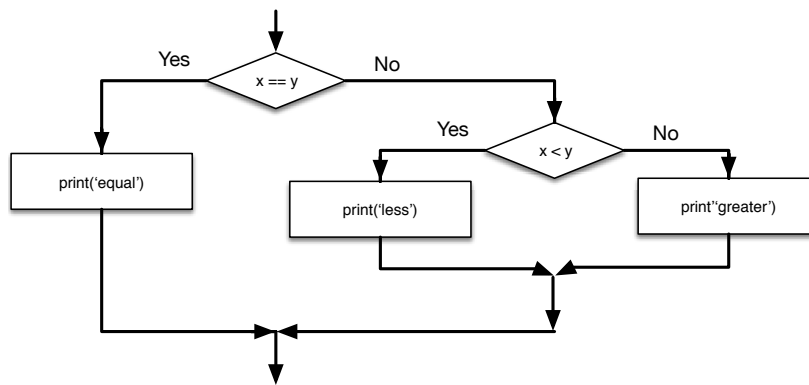 Yes
x == y
No
Yes
x < y
No
print(‘equal’)
print(‘less’)
print’‘greater’)